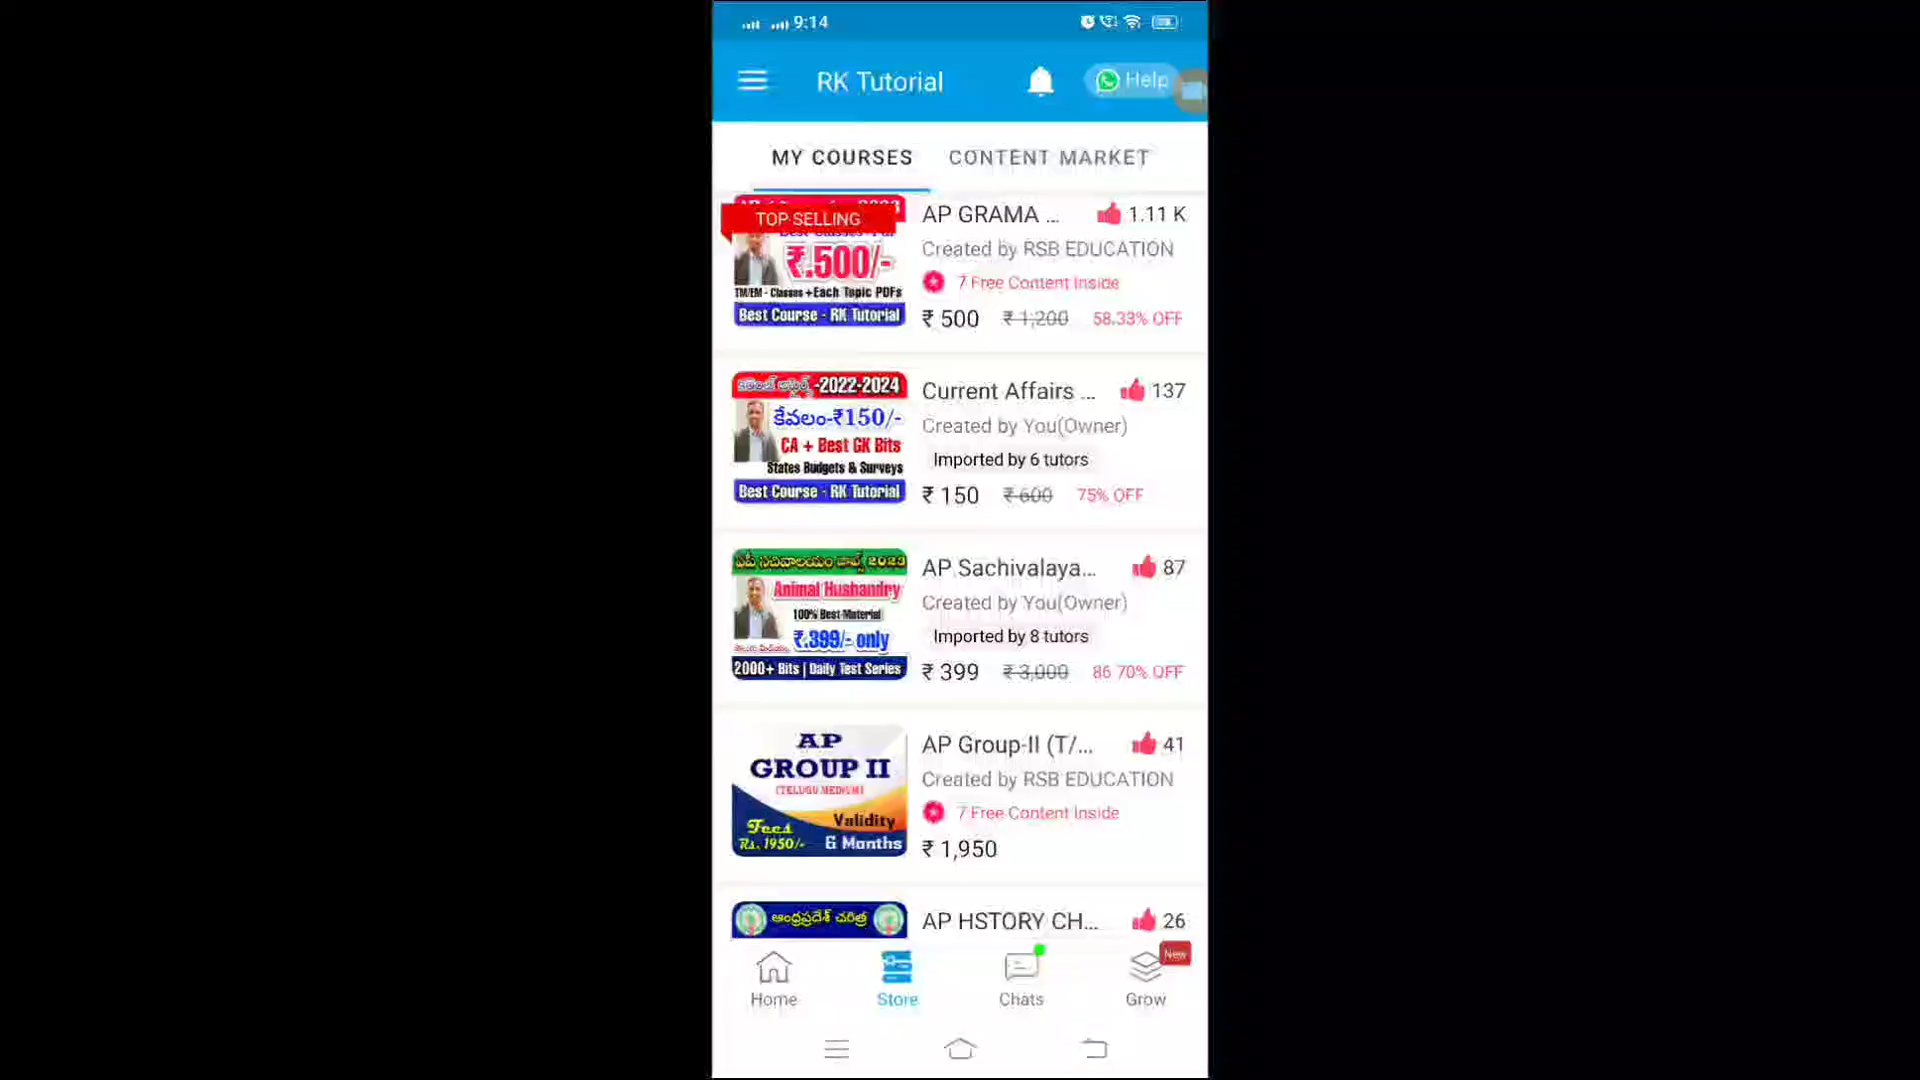 9:14
RK Tutorial
Help
MY COURSES
CONTENT MARKET
TOP SELLING
₹.500/-
TM/EM - Classes +Each Topic PDFs
Best Course - RK Tutorial
AP GRAMA ...
1.11 K
Created by RSB EDUCATION
7 Free Content Inside
₹ 500
₹ 1,200
58.33% OFF
-2022-2024
కేవలం-₹150/-
CA + Best GK Bits
States Budgets & Surveys
Best Course - RK Tutorial
Current Affairs ...
137
Created by You(Owner)
Imported by 6 tutors
₹ 150
₹ 600
75% OFF
ఏపీ సచివాలయం జాబ్స్ 2023
Animal Husbandry
100% Best Material
₹.399/- only
2000+ Bits | Daily Test Series
AP Sachivalaya...
87
Created by You(Owner)
Imported by 8 tutors
₹ 399
₹ 3,000
86.70% OFF
AP
GROUP II
(TELUGU MEDIUM)
Validity
Fees
Rs. 1950/-
6 Months
AP Group-II (T/...
41
Created by RSB EDUCATION
7 Free Content Inside
₹ 1,950
ఆంధ్రప్రదేశ్ చరిత్ర
AP HSTORY CH...
26
New
Home
Store
Chats
Grow